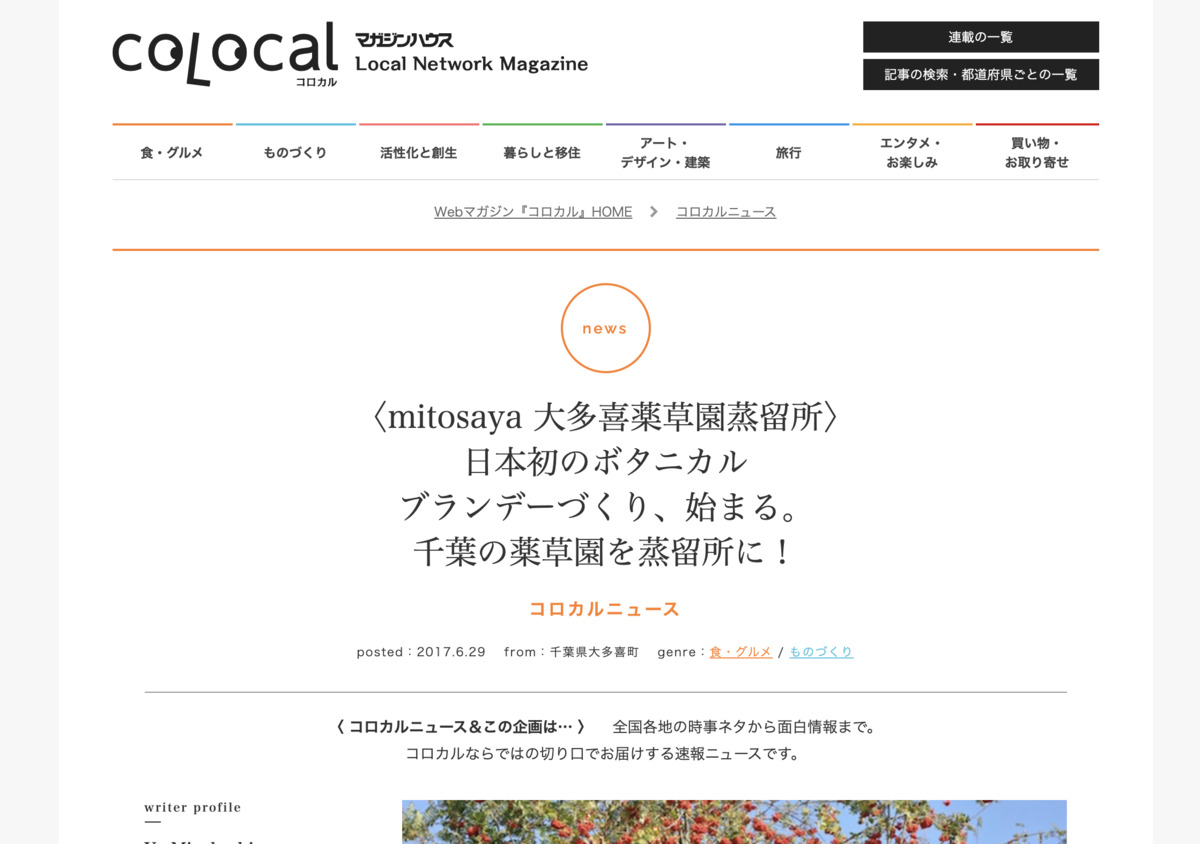 colocal
コロカル
マガジンハウス
Local Network Magazine
連載の一覧
記事の検索・都道府県ごとの一覧
食・グルメ
ものづくり
活性化と創生
暮らしと移住
アート・
デザイン・建築
旅行
エンタメ・
お楽しみ
買い物・
お取り寄せ
Webマガジン『コロカル』HOME
コロカルニュース
news
〈mitosaya 大多喜薬草園蒸留所〉
日本初のボタニカル
ブランデーづくり、始まる。
千葉の薬草園を蒸留所に！
コロカルニュース
posted：2017.6.29 from：千葉県大多喜町 genre：食・グルメ / ものづくり
〈 コロカルニュース＆この企画は… 〉 全国各地の時事ネタから面白情報まで。
コロカルならではの切り口でお届けする速報ニュースです。
writer profile